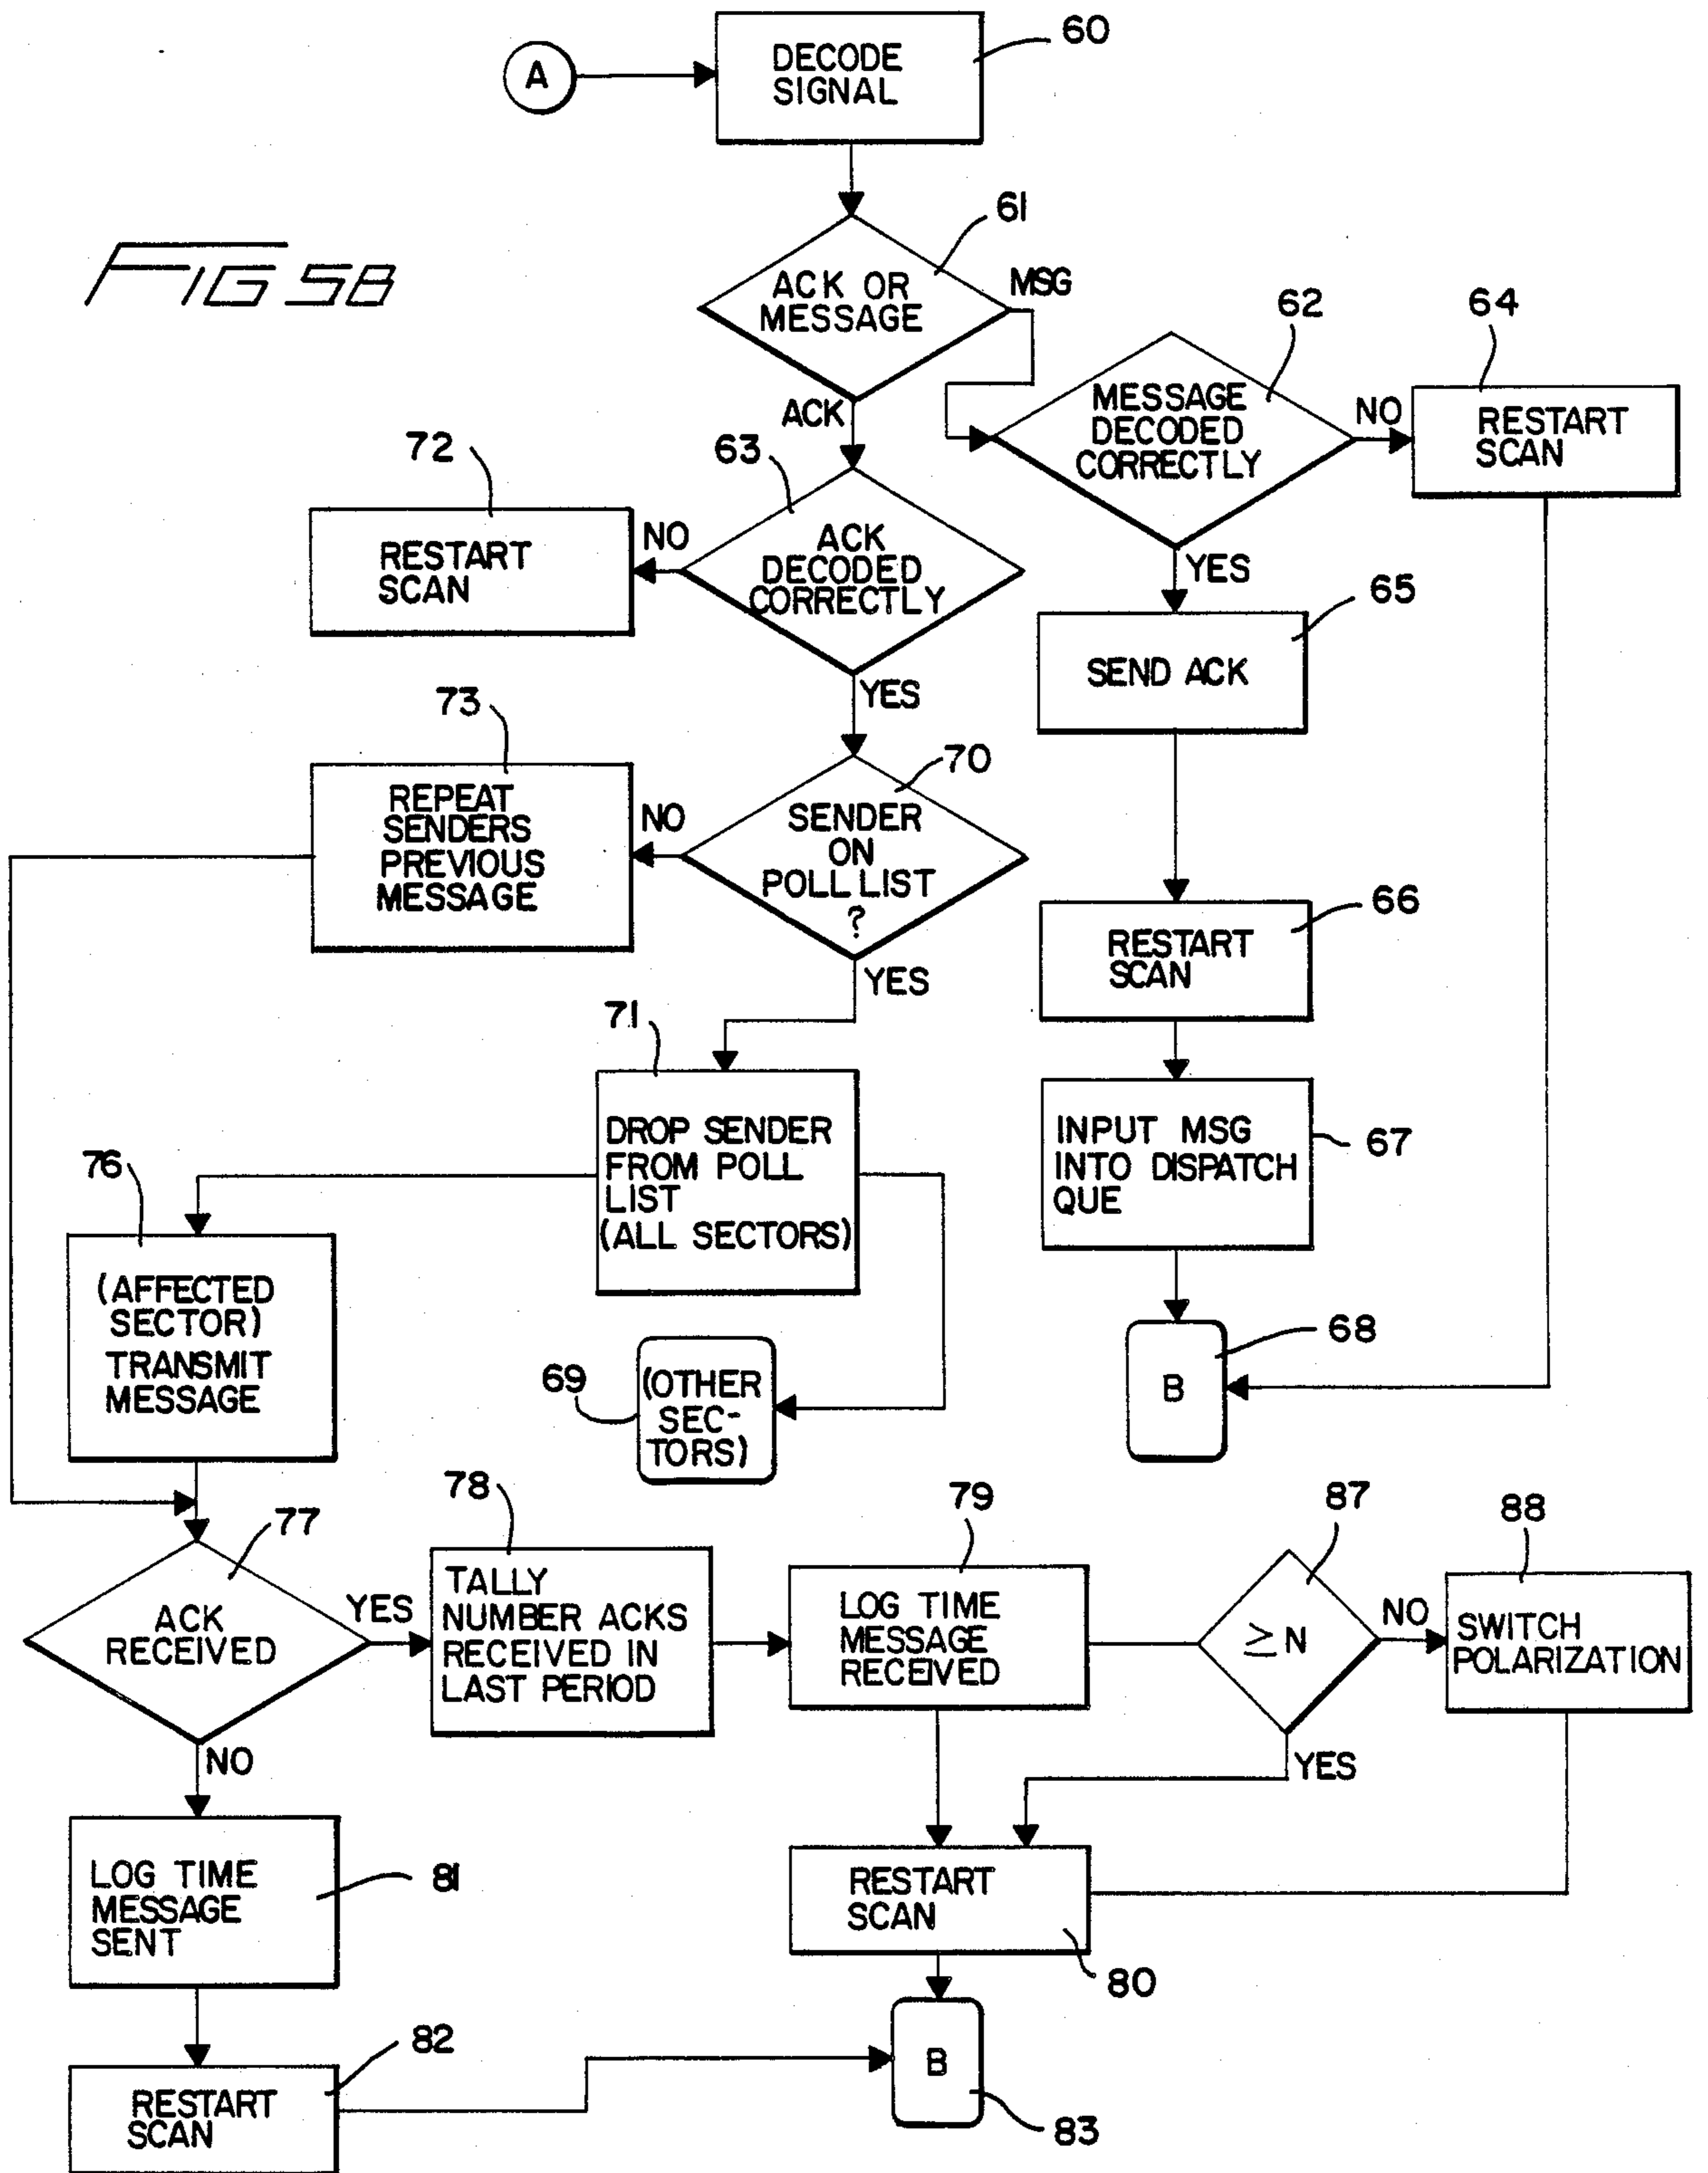 60
DECODE
SIGNAL
A
FIG 5B
61
ACK OR
MESSAGE
MSG
ACK
62
MESSAGE
DECODED
CORRECTLY
NO
64
RESTART
SCAN
YES
72
RESTART
SCAN
NO
63
ACK
DECODED
CORRECTLY
YES
65
SEND ACK
73
REPEAT
SENDERS
PREVIOUS
MESSAGE
NO
70
SENDER
ON
POLL LIST
?
YES
66
RESTART
SCAN
71
DROP SENDER
FROM POLL
LIST
(ALL SECTORS)
67
INPUT MSG
INTO DISPATCH
QUE
76
(AFFECTED
SECTOR)
TRANSMIT
MESSAGE
69
(OTHER
SEC-
TORS)
68
B
77
ACK
RECEIVED
YES
NO
78
TALLY
NUMBER ACKS
RECEIVED IN
LAST PERIOD
79
LOG TIME
MESSAGE
RECEIVED
87
≥N
NO
YES
88
SWITCH
POLARIZATION
81
LOG TIME
MESSAGE
SENT
80
RESTART
SCAN
82
RESTART
SCAN
83
B